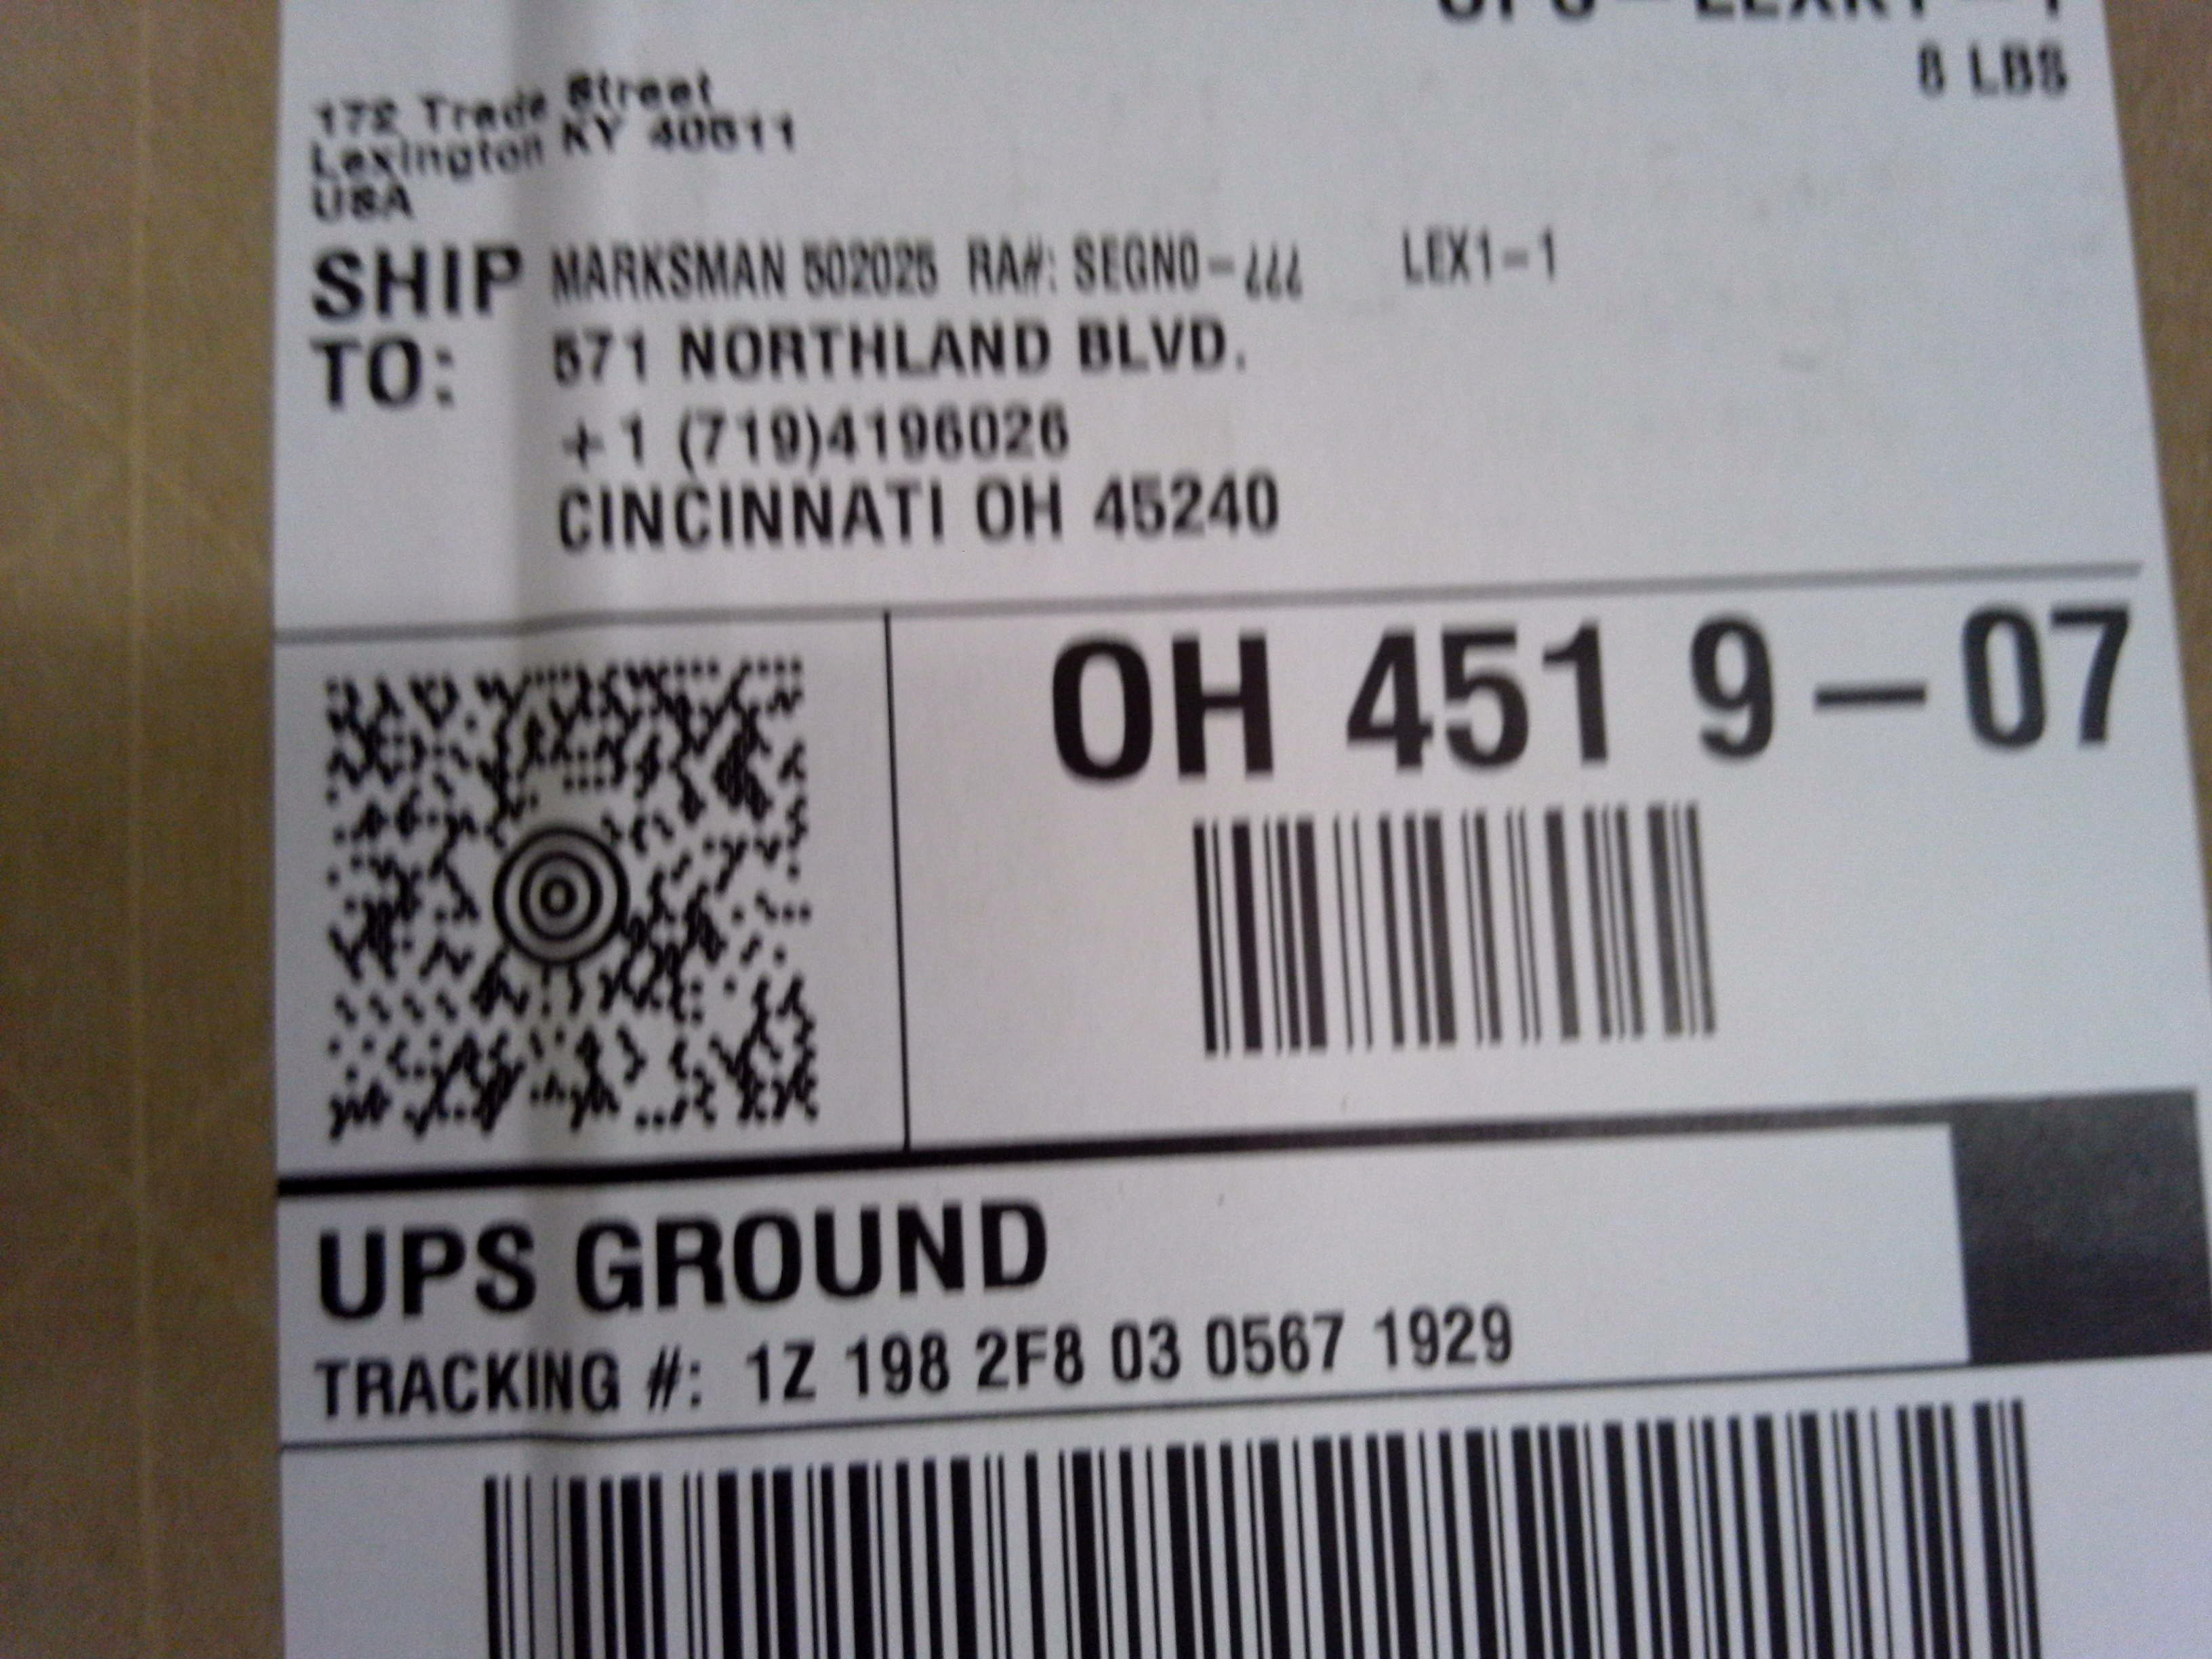 8 LBS
172 Trade Street
Lexington KY 40611
USA
SHIP TO:
MARKSMAN 502025 RA#: SEGNO-¿¿¿ LEX1-1
571 NORTHLAND BLVD.
+1 (719)4196026
CINCINNATI OH 45240
OH 451 9-07
UPS GROUND
TRACKING #: 1Z 198 2F8 03 0567 1929